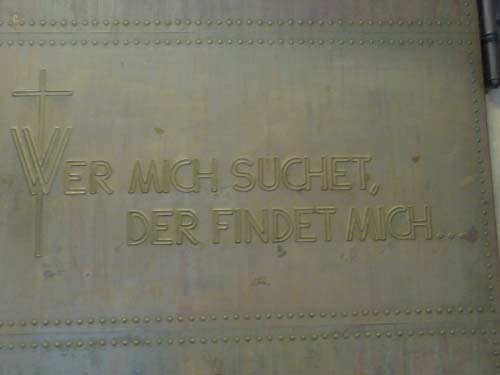 WER MICH SUCHET,
DER FINDET MICH...